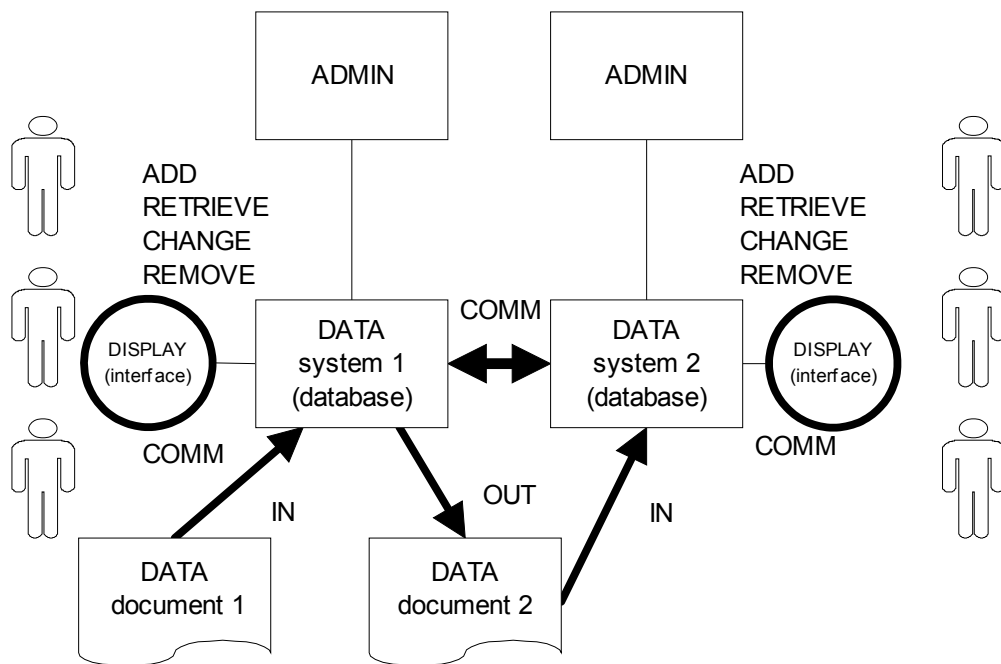 ADMIN
ADMIN
ADD
RETRIEVE
CHANGE
REMOVE
ADD
RETRIEVE
CHANGE
REMOVE
DISPLAY
(interface)
DATA
system 1
(database)
COMM
DATA
system 2
(database)
DISPLAY
(interface)
COMM
COMM
IN
OUT
IN
DATA
document 1
DATA
document 2